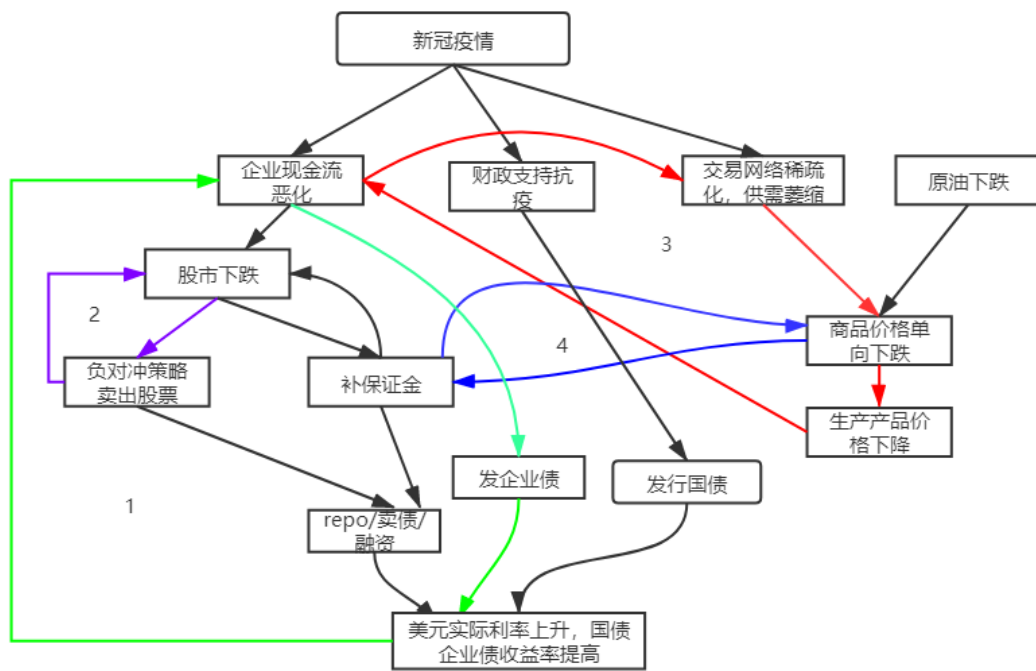 新冠疫情
企业现金流
恶化
财政支持抗
疫
交易网络稀疏
化，供需萎缩
原油下跌
3
股市下跌
2
4
商品价格单
向下跌
负对冲策略
卖出股票
补保证金
生产产品价
格下降
发企业债
发行国债
1
repo/卖债/
融资
美元实际利率上升，国债
企业债收益率提高